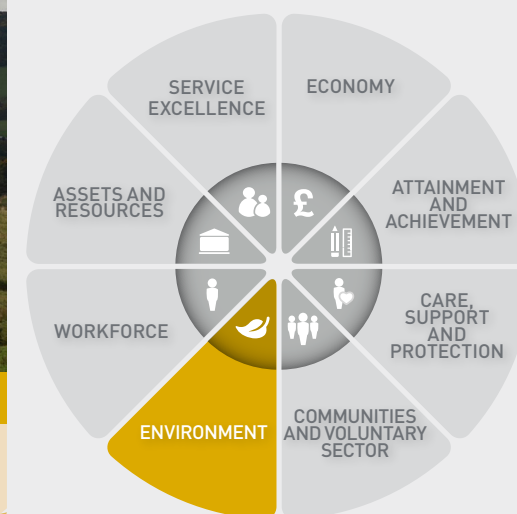 SERVICE
EXCELLENCE
ECONOMY
ATTAINMENT
AND
ACHIEVEMENT
CARE,
SUPPORT
AND
PROTECTION
COMMUNITIES
AND VOLUNTARY
SECTOR
ENVIRONMENT
WORKFORCE
ASSETS AND
RESOURCES
£